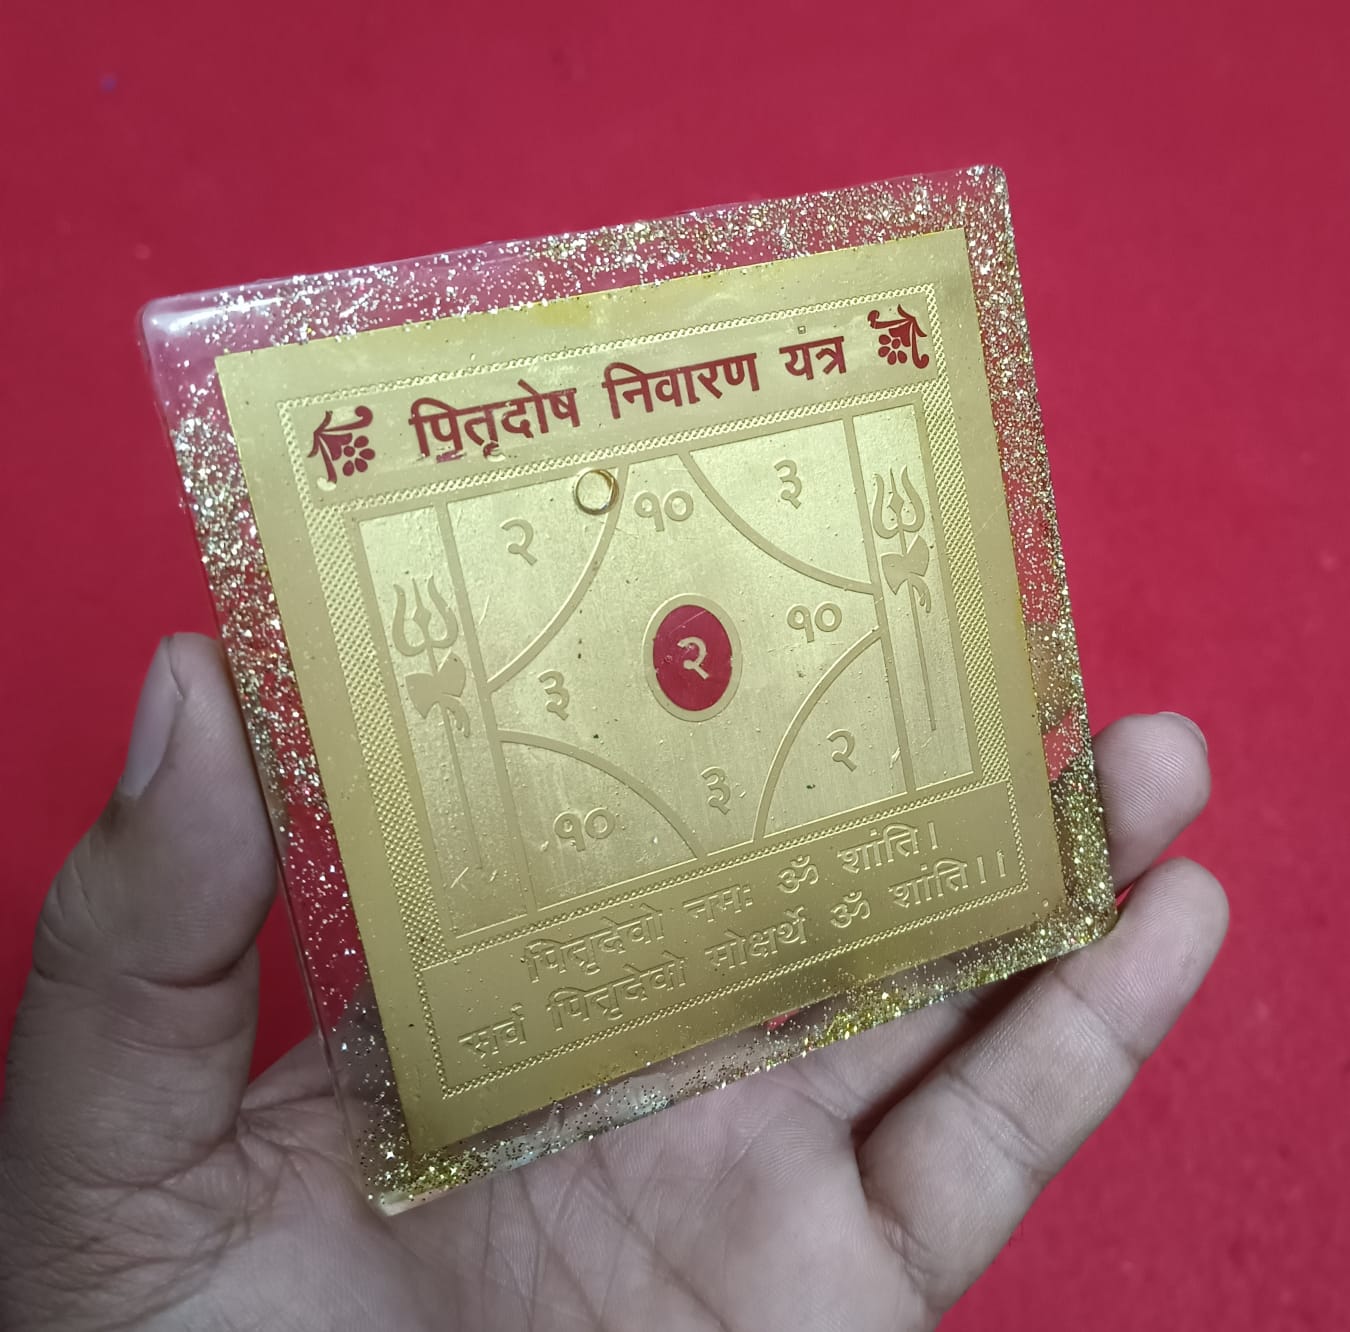 पितृदोष निवारण यंत्र
२ १० ३
३ २ १०
१० ३ २
पितृदेवो नमः ॐ शांति।
सर्व पितृदेवो मोक्षर्थे ॐ शांति।।